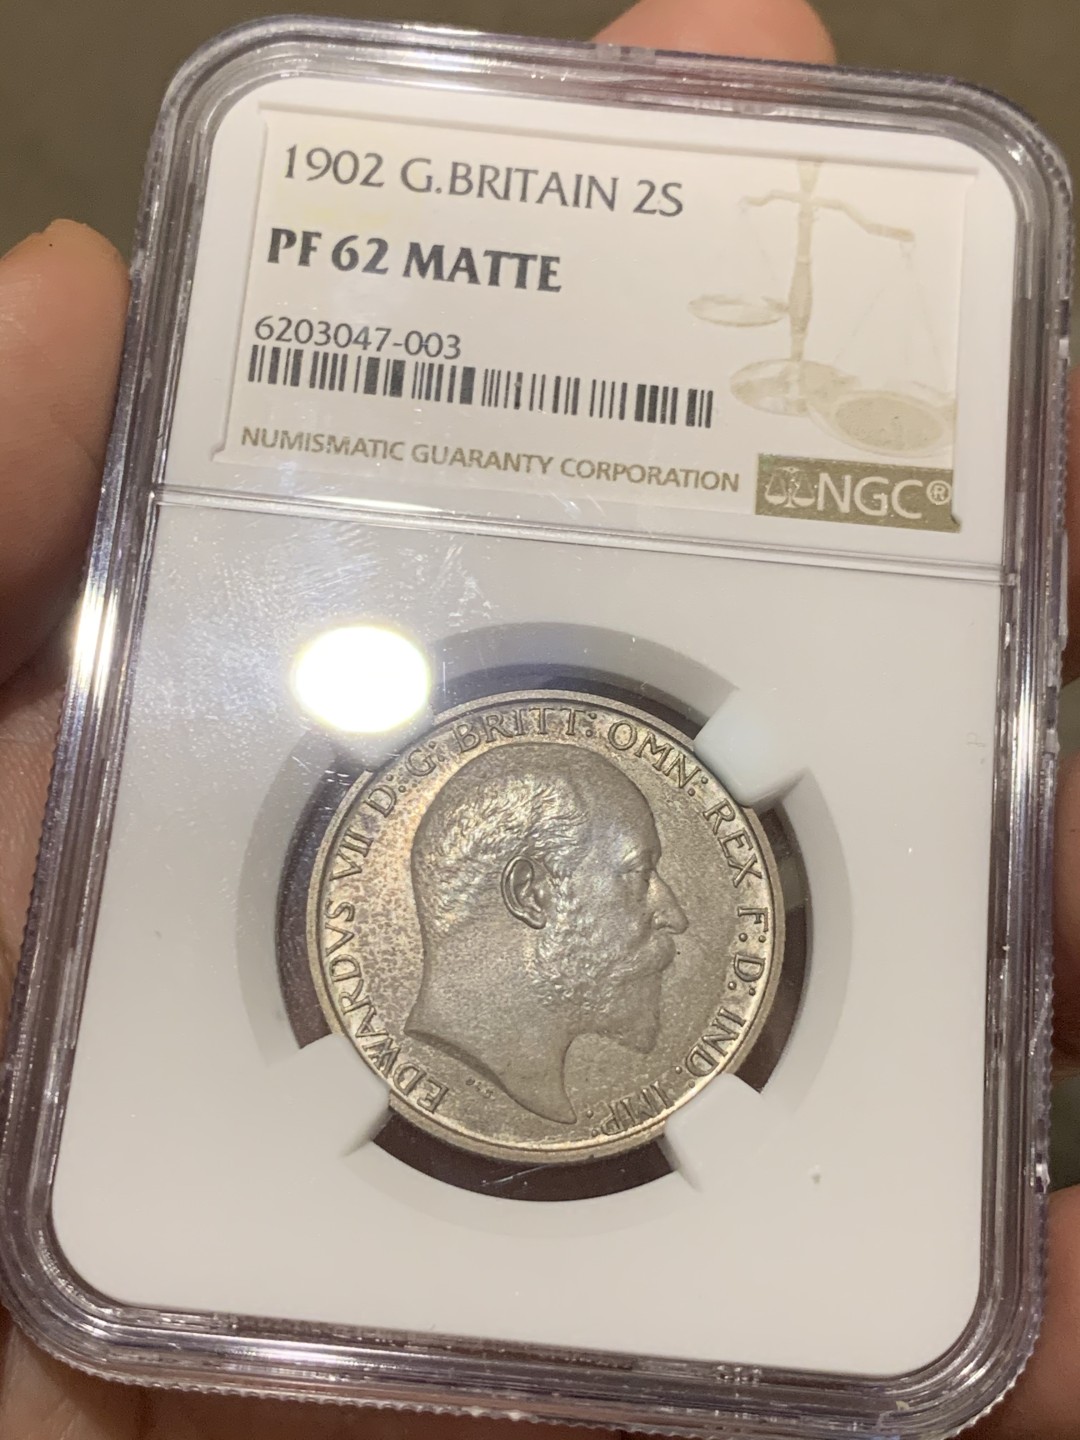 1902 G.BRITAIN 2S
PF 62 MATTE
6203047-003
NUMISMATIC GUARANTY CORPORATION
NGC®
EDWARDVS VII D: G: BRITT: OMN: REX F: D: IND: IMP: